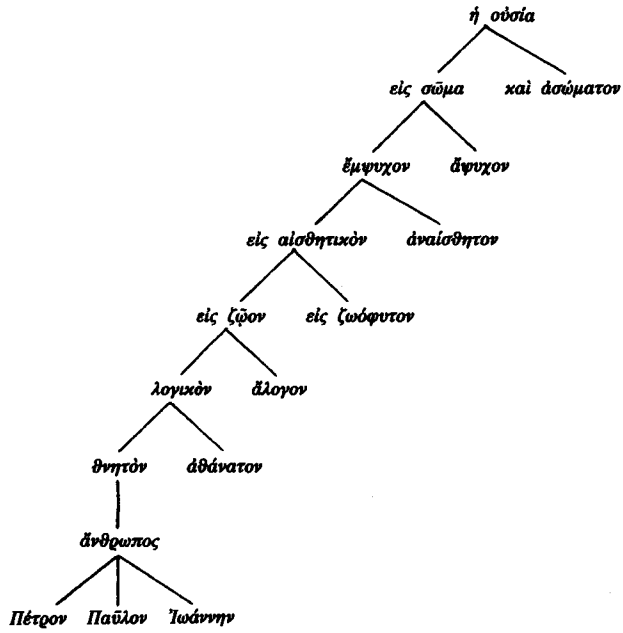 ἡ οὐσία
εἰς σῶμα καὶ ἀσώματον
ἔμψυχον ἄψυχον
εἰς αἰσθητικὸν ἀναίσθητον
εἰς ζῷον εἰς ζωόφυτον
λογικὸν ἄλογον
θνητὸν ἀθάνατον
ἄνθρωπος
Πέτρον Παῦλον Ἰωάννην